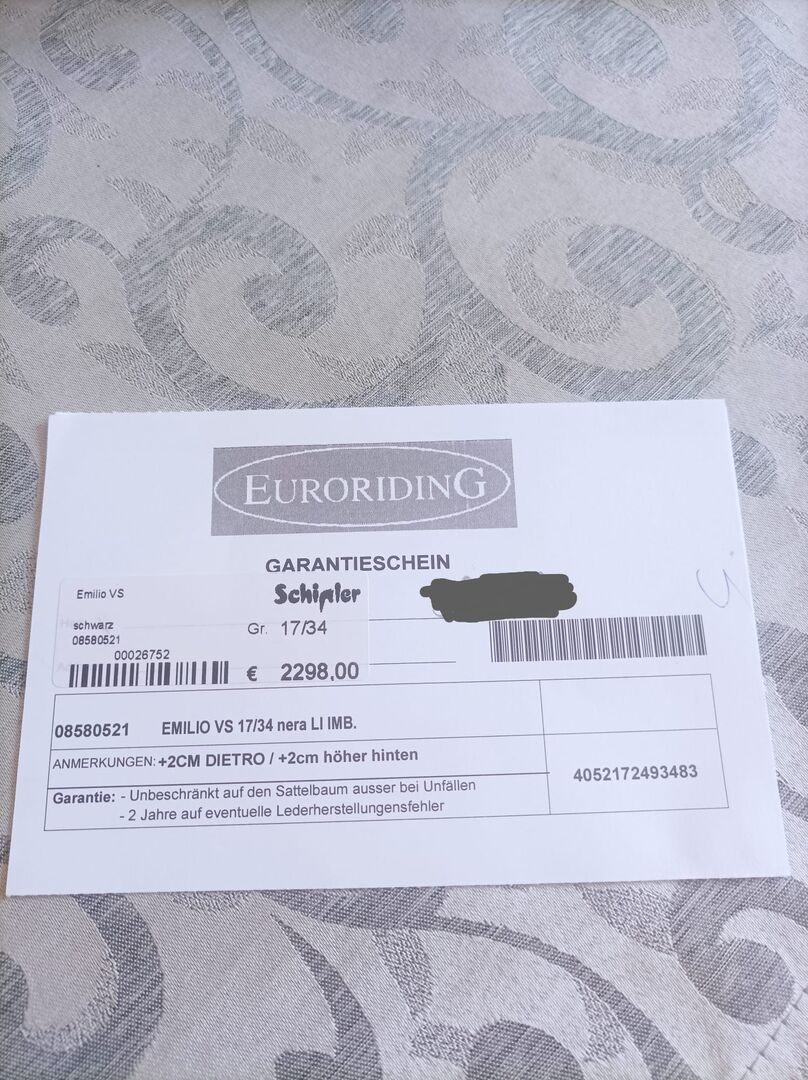 EURORIDING
GARANTIESCHEIN
Emilio VS
Schipler
schwarz
08580521
Gr. 17/34
00026752
€ 2298,00
08580521 EMILIO VS 17/34 nera LI IMB.
ANMERKUNGEN: +2CM DIETRO / +2cm höher hinten
4052172493483
Garantie: - Unbeschränkt auf den Sattelbaum ausser bei Unfällen
- 2 Jahre auf eventuelle Lederherstellungensfehler